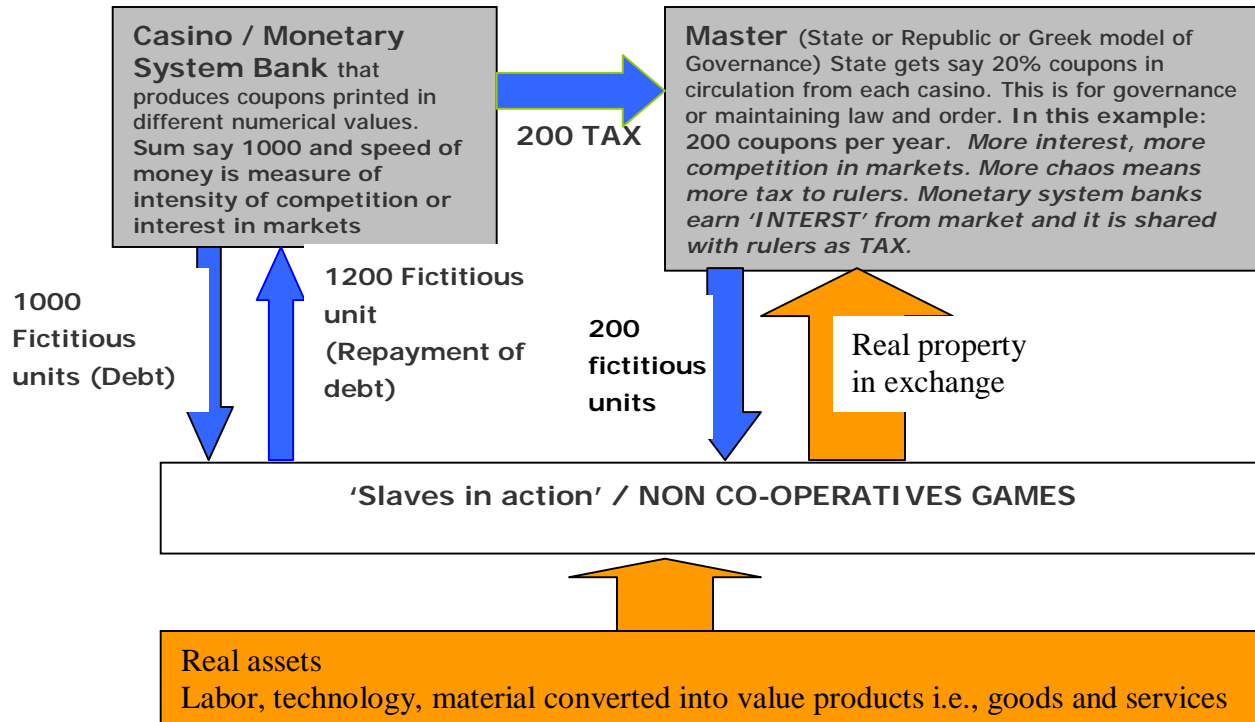 Casino / Monetary
System Bank that
produces coupons printed in
different numerical values.
Sum say 1000 and speed of
money is measure of
intensity of competition or
interest in markets
200 TAX
Master (State or Republic or Greek model of
Governance) State gets say 20% coupons in
circulation from each casino. This is for governance
or maintaining law and order. In this example:
200 coupons per year. More interest, more
competition in markets. More chaos means
more tax to rulers. Monetary system banks
earn ‘INTERST’ from market and it is shared
with rulers as TAX.
1000
Fictitious
units (Debt)
1200 Fictitious
unit
(Repayment of
debt)
200
fictitious
units
Real property
in exchange
‘Slaves in action’ / NON CO-OPERATIVES GAMES
Real assets
Labor, technology, material converted into value products i.e., goods and services